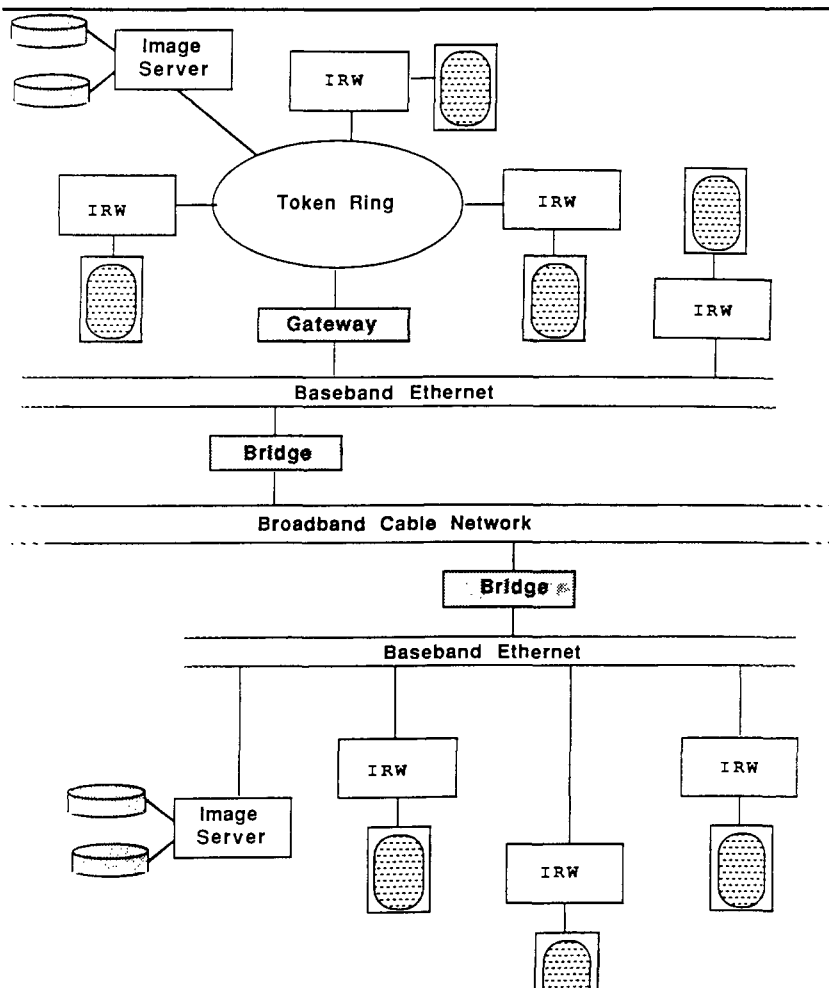 Image
Server
IRW
IRW
Token Ring
IRW
IRW
Gateway
Baseband Ethernet
Bridge
Broadband Cable Network
Bridge
Baseband Ethernet
IRW
IRW
Image
Server
IRW